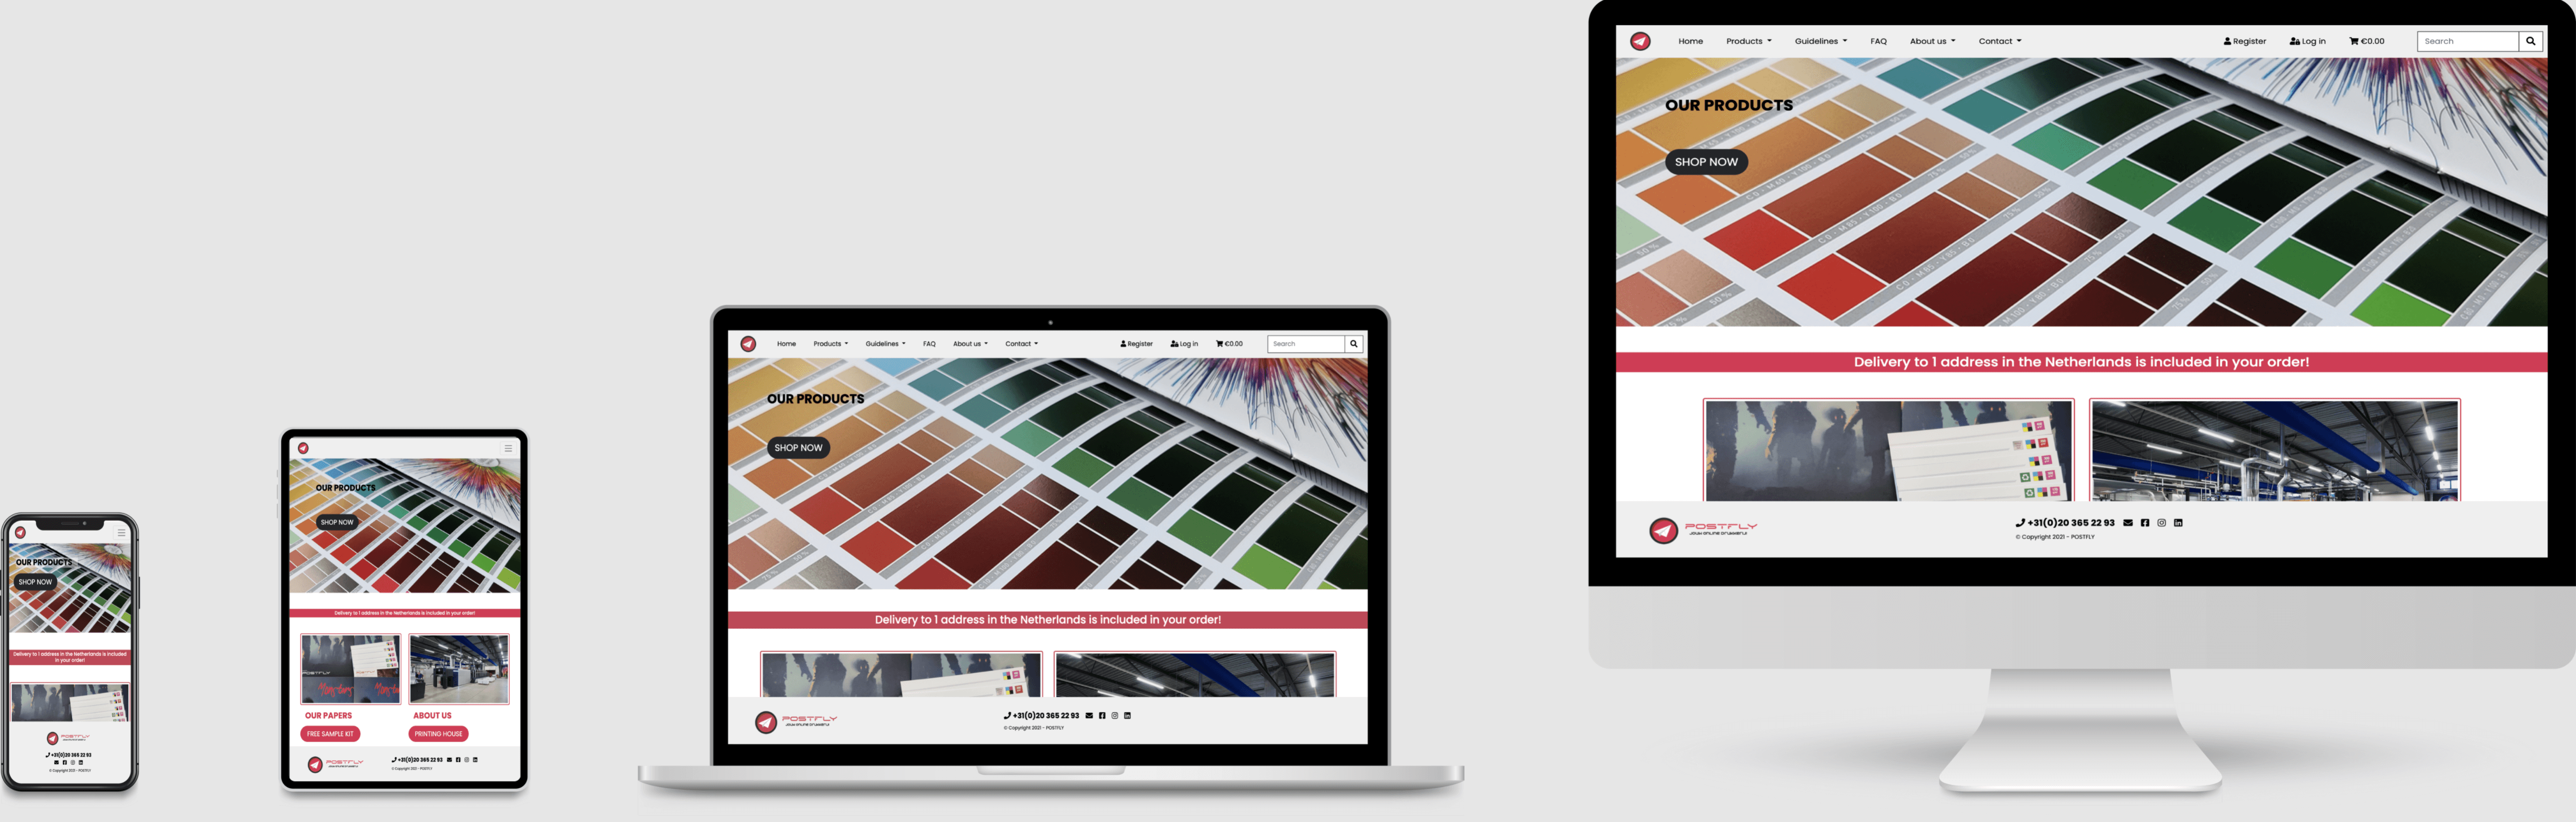 OUR PRODUCTS
SHOP NOW
Delivery to 1 address in the Netherlands is included
in your order!
POSTFLY
+31(0)20 365 22 93
© Copyright 2021 - POSTFLY
OUR PRODUCTS
SHOP NOW
Delivery to 1 address in the Netherlands is included in your order!
OUR PAPERS
ABOUT US
FREE SAMPLE KIT
PRINTING HOUSE
POSTFLY
+31(0)20 365 22 93
© Copyright 2021 - POSTFLY
Home Products Guidelines FAQ About us Contact Register Log in €0.00 Search
OUR PRODUCTS
SHOP NOW
Delivery to 1 address in the Netherlands is included in your order!
POSTFLY
JOUW ONLINE DRUKKERIJ
+31(0)20 365 22 93
© Copyright 2021 - POSTFLY
Home Products Guidelines FAQ About us Contact Register Log in €0.00 Search
OUR PRODUCTS
SHOP NOW
Delivery to 1 address in the Netherlands is included in your order!
POSTFLY
JOUW ONLINE DRUKKERIJ
+31(0)20 365 22 93
© Copyright 2021 - POSTFLY